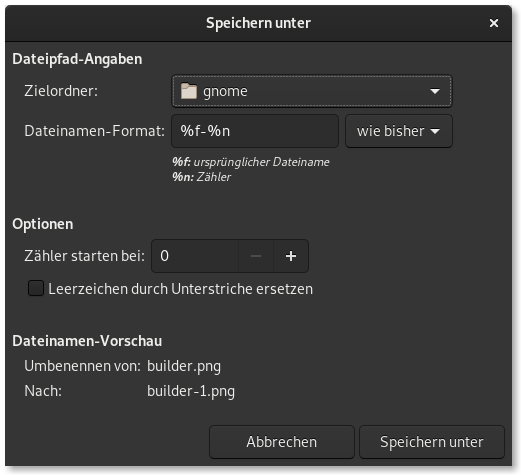 Speichern unter ×
Dateipfad-Angaben
Zielordner: gnome
Dateinamen-Format: %f-%n wie bisher
%f: ursprünglicher Dateiname
%n: Zähler
Optionen
Zähler starten bei: 0 − +
Leerzeichen durch Unterstriche ersetzen
Dateinamen-Vorschau
Umbenennen von: builder.png
Nach: builder-1.png
Abbrechen Speichern unter